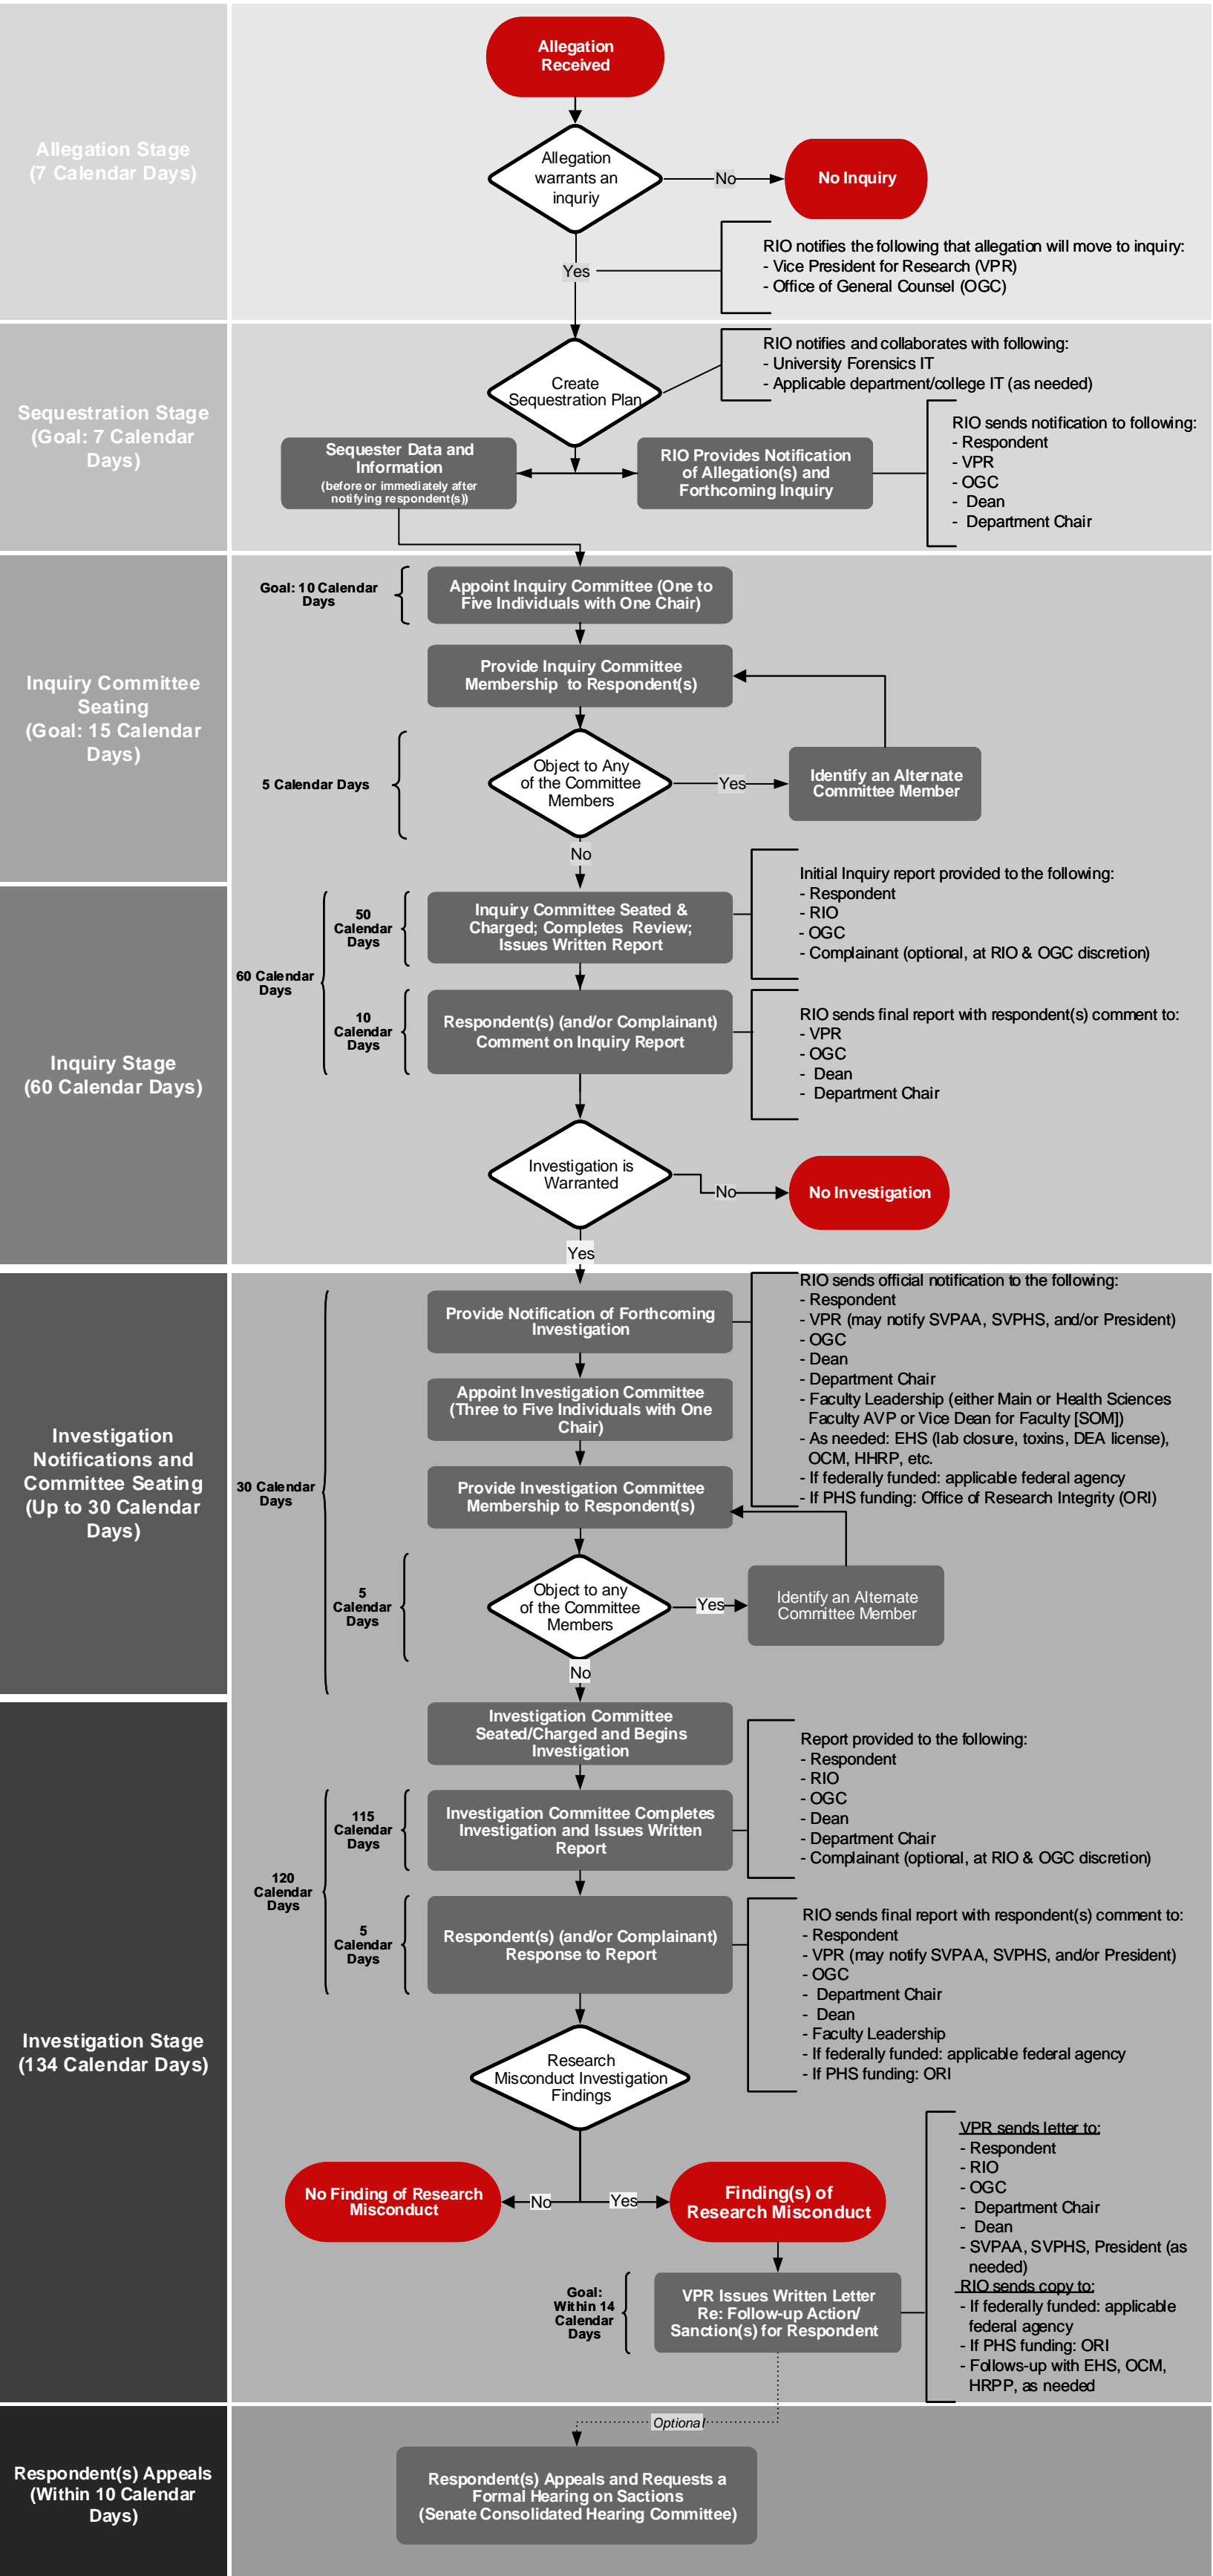 Allegation
Received
Allegation Stage
(7 Calendar Days)
Allegation
warrants an
inquriy
No
No Inquiry
Yes
RIO notifies the following that allegation will move to inquiry:
- Vice President for Research (VPR)
- Office of General Counsel (OGC)
Sequestration Stage
(Goal: 7 Calendar
Days)
Create
Sequestration Plan
RIO notifies and collaborates with following:
- University Forensics IT
- Applicable department/college IT (as needed)
Sequester Data and
Information
(before or immediately after
notifying respondent(s))
RIO Provides Notification
of Allegation(s) and
Forthcoming Inquiry
RIO sends notification to following:
- Respondent
- VPR
- OGC
- Dean
- Department Chair
Inquiry Committee
Seating
(Goal: 15 Calendar
Days)
Goal: 10 Calendar
Days
Appoint Inquiry Committee (One to
Five Individuals with One Chair)
Provide Inquiry Committee
Membership to Respondent(s)
5 Calendar Days
Object to Any
of the Committee
Members
Yes
Identify an Alternate
Committee Member
No
Inquiry Stage
(60 Calendar Days)
60 Calendar
Days
50
Calendar
Days
Inquiry Committee Seated &
Charged; Completes Review;
Issues Written Report
Initial Inquiry report provided to the following:
- Respondent
- RIO
- OGC
- Complainant (optional, at RIO & OGC discretion)
10
Calendar
Days
Respondent(s) (and/or Complainant)
Comment on Inquiry Report
RIO sends final report with respondent(s) comment to:
- VPR
- OGC
- Dean
- Department Chair
Investigation is
Warranted
No
No Investigation
Yes
Investigation
Notifications and
Committee Seating
(Up to 30 Calendar
Days)
30 Calendar
Days
Provide Notification of Forthcoming
Investigation
RIO sends official notification to the following:
- Respondent
- VPR (may notify SVPAA, SVPHS, and/or President)
- OGC
- Dean
- Department Chair
- Faculty Leadership (either Main or Health Sciences
Faculty AVP or Vice Dean for Faculty [SOM])
- As needed: EHS (lab closure, toxins, DEA license),
OCM, HHRP, etc.
- If federally funded: applicable federal agency
- If PHS funding: Office of Research Integrity (ORI)
Appoint Investigation Committee
(Three to Five Individuals with One
Chair)
Provide Investigation Committee
Membership to Respondent(s)
5
Calendar
Days
Object to any
of the Committee
Members
Yes
Identify an Alternate
Committee Member
No
Investigation Stage
(134 Calendar Days)
Investigation Committee
Seated/Charged and Begins
Investigation
120
Calendar
Days
115
Calendar
Days
Investigation Committee Completes
Investigation and Issues Written
Report
Report provided to the following:
- Respondent
- RIO
- OGC
- Dean
- Department Chair
- Complainant (optional, at RIO & OGC discretion)
5
Calendar
Days
Respondent(s) (and/or Complainant)
Response to Report
RIO sends final report with respondent(s) comment to:
- Respondent
- VPR (may notify SVPAA, SVPHS, and/or President)
- OGC
- Department Chair
- Dean
- Faculty Leadership
- If federally funded: applicable federal agency
- If PHS funding: ORI
Research
Misconduct Investigation
Findings
No Finding of Research
Misconduct
No
Yes
Finding(s) of
Research Misconduct
Goal:
Within 14
Calendar
Days
VPR Issues Written Letter
Re: Follow-up Action/
Sanction(s) for Respondent
VPR sends letter to:
- Respondent
- RIO
- OGC
- Department Chair
- Dean
- SVPAA, SVPHS, President (as
needed)
RIO sends copy to:
- If federally funded: applicable
federal agency
- If PHS funding: ORI
- Follows-up with EHS, OCM,
HRPP, as needed
Optional
Respondent(s) Appeals
(Within 10 Calendar
Days)
Respondent(s) Appeals and Requests a
Formal Hearing on Sactions
(Senate Consolidated Hearing Committee)